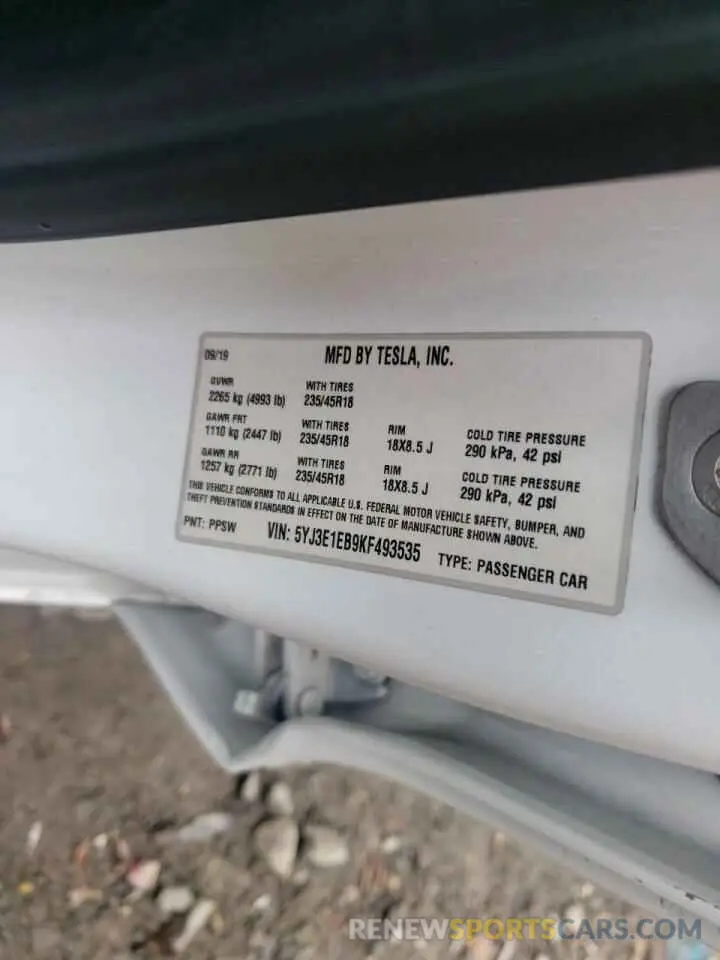 09/19 MFD BY TESLA, INC.
GVWR WITH TIRES
2265 kg (4993 lb) 235/45R18
GAWR FRT WITH TIRES RIM COLD TIRE PRESSURE
1110 kg (2447 lb) 235/45R18 18X8.5 J 290 kPa, 42 psi
GAWR RR WITH TIRES RIM COLD TIRE PRESSURE
1257 kg (2771 lb) 235/45R18 18X8.5 J 290 kPa, 42 psi
THIS VEHICLE CONFORMS TO ALL APPLICABLE U.S. FEDERAL MOTOR VEHICLE SAFETY, BUMPER, AND
THEFT PREVENTION STANDARDS IN EFFECT ON THE DATE OF MANUFACTURE SHOWN ABOVE.
PNT: PPSW VIN: 5YJ3E1EB9KF493535 TYPE: PASSENGER CAR
RENEWSPORTSCARS.COM